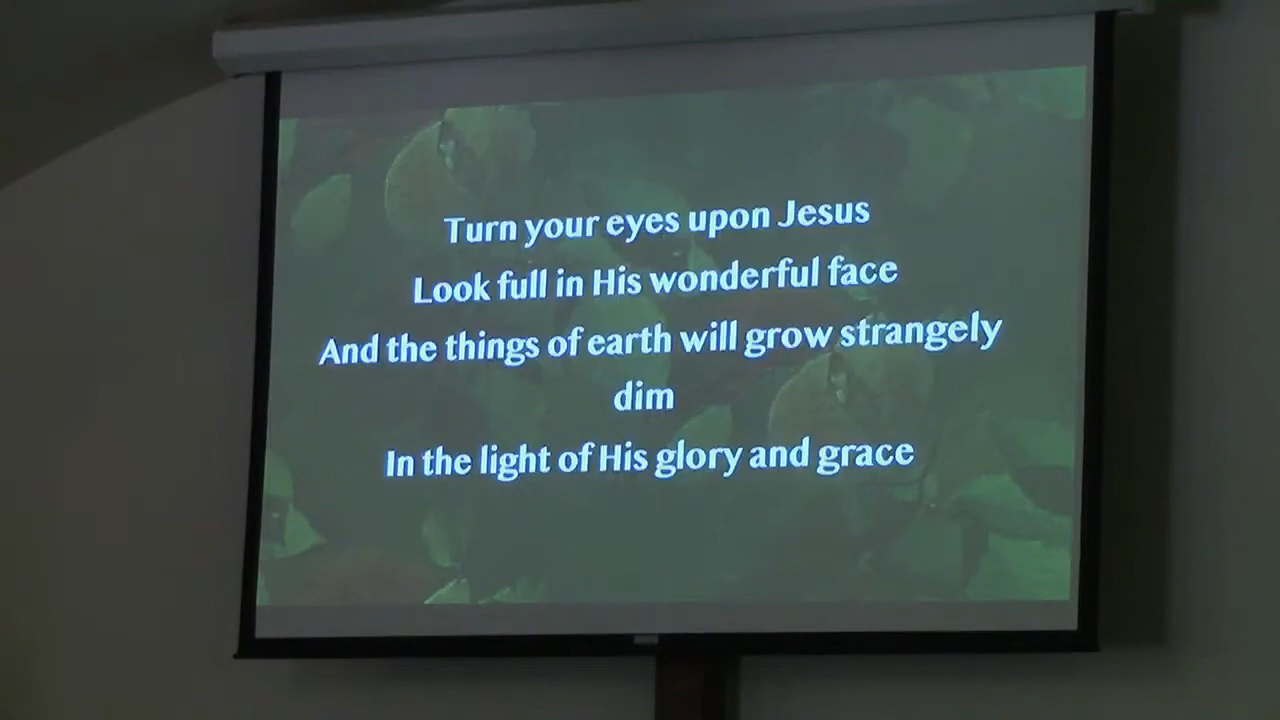 Turn your eyes upon Jesus
Look full in His wonderful face
And the things of earth will grow strangely
dim
In the light of His glory and grace